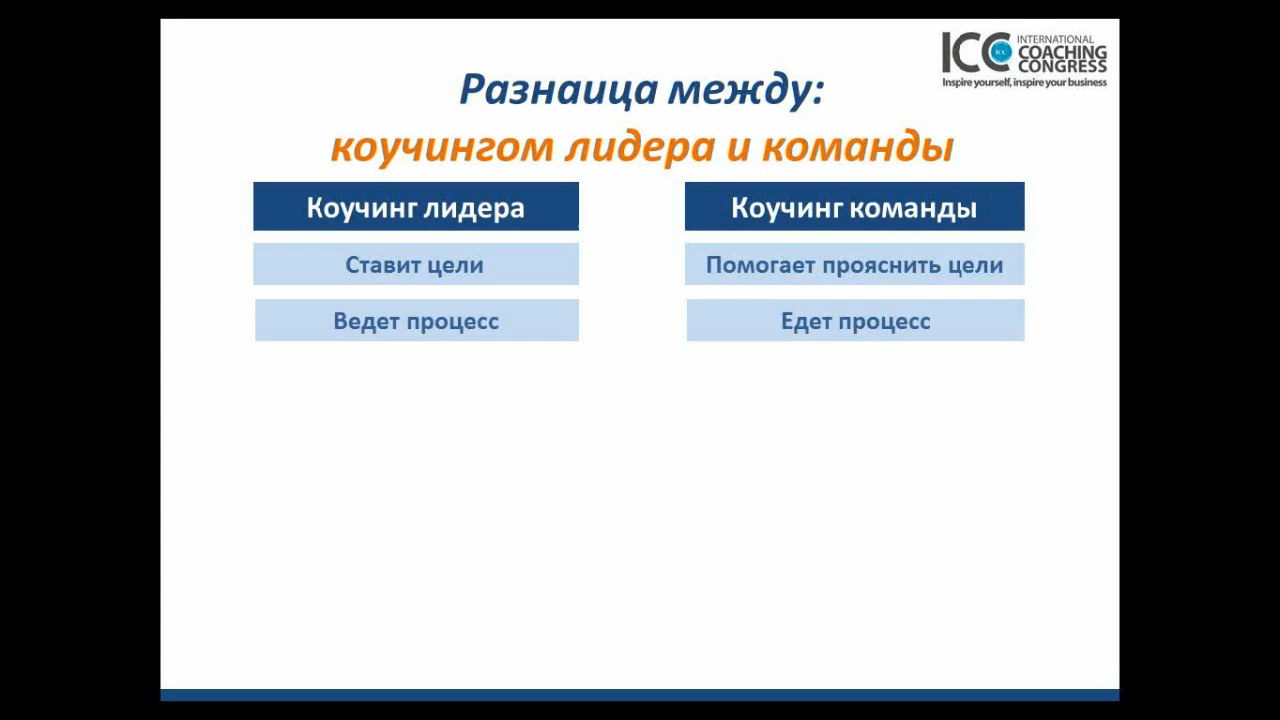 ICC INTERNATIONAL
COACHING
CONGRESS
Inspire yourself, inspire your business
Разнаица между:
коучингом лидера и команды
Коучинг лидера
Коучинг команды
Ставит цели
Помогает прояснить цели
Ведет процесс
Едет процесс